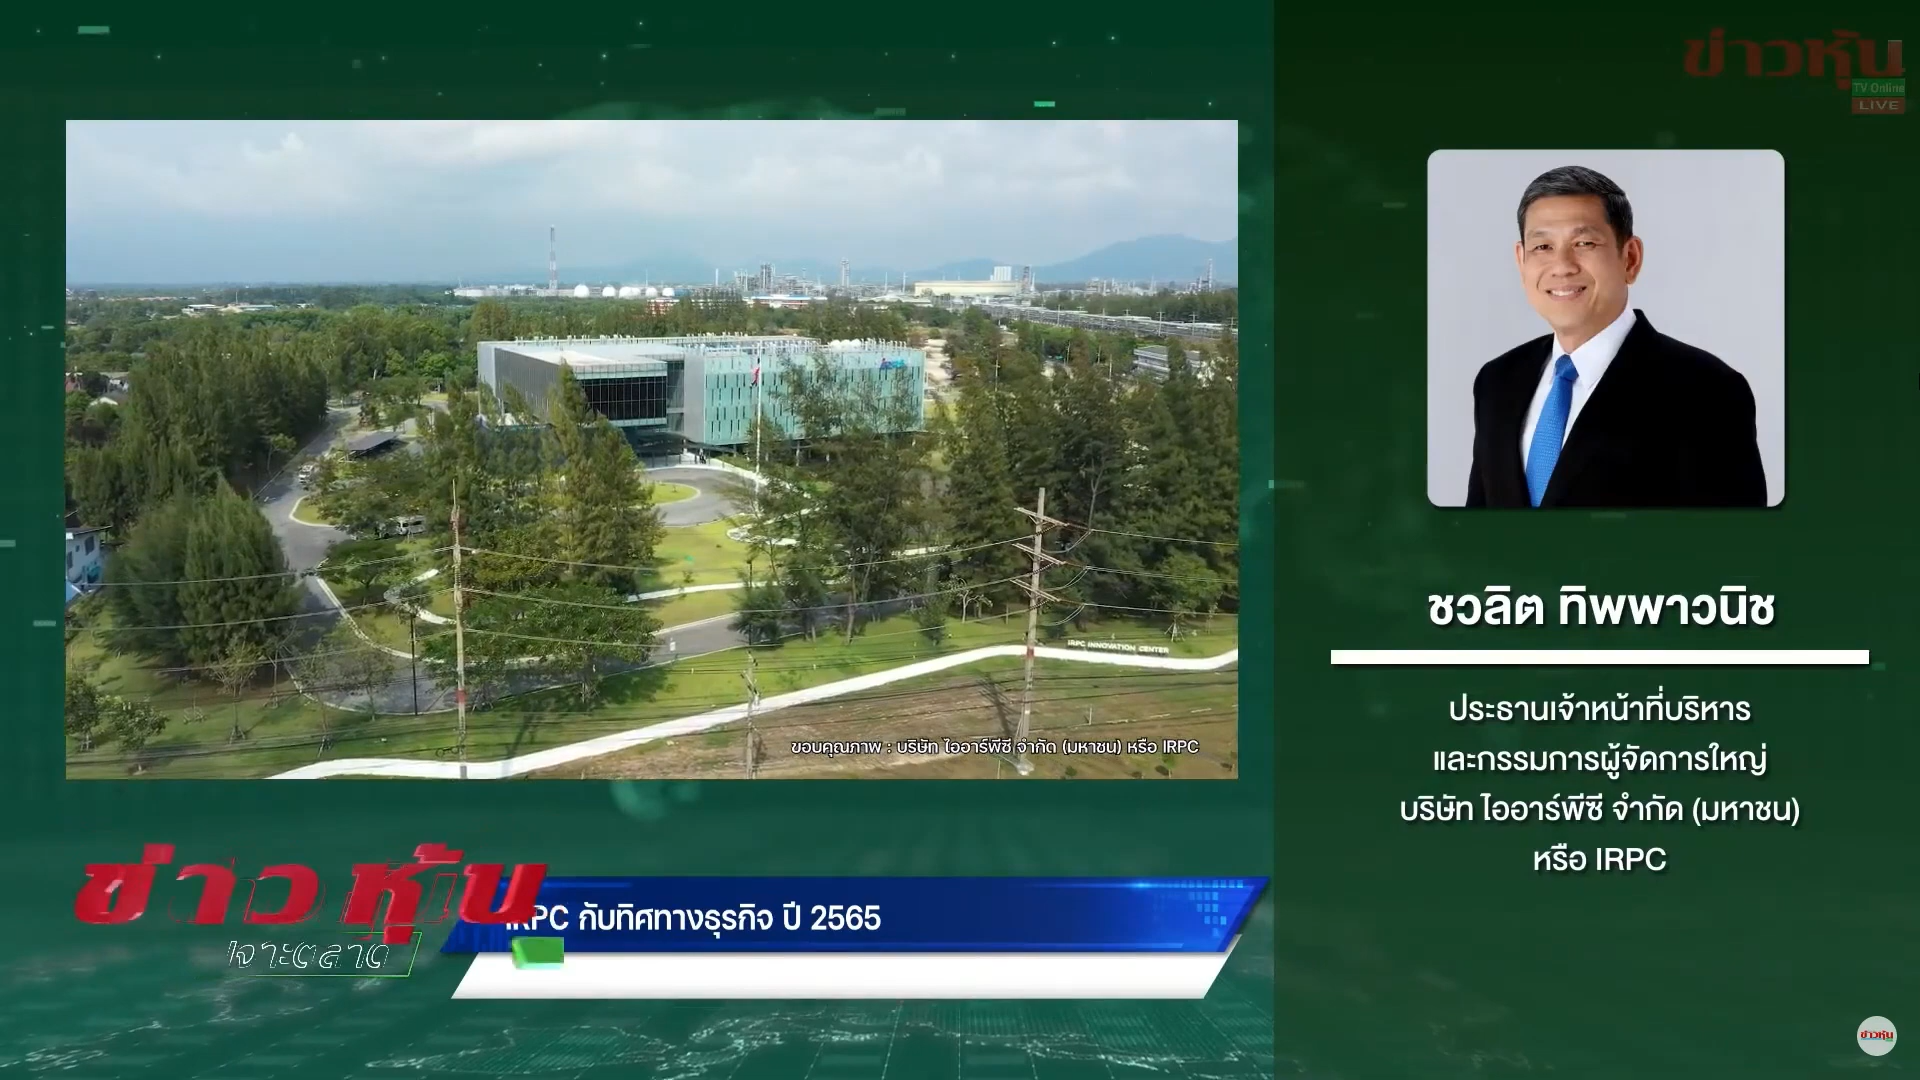 ข่าวหุ้น
TV Online
LIVE
IRPC INNOVATION CENTER
ขอบคุณภาพ : บริษัท ไออาร์พีซี จำกัด (มหาชน) หรือ IRPC
ชวลิต ทิพพาวนิช
ประธานเจ้าหน้าที่บริหาร
และกรรมการผู้จัดการใหญ่
บริษัท ไออาร์พีซี จำกัด (มหาชน)
หรือ IRPC
ข่าวหุ้น
เจาะตลาด
IRPC กับทิศทางธุรกิจ ปี 2565
ข่าวหุ้น